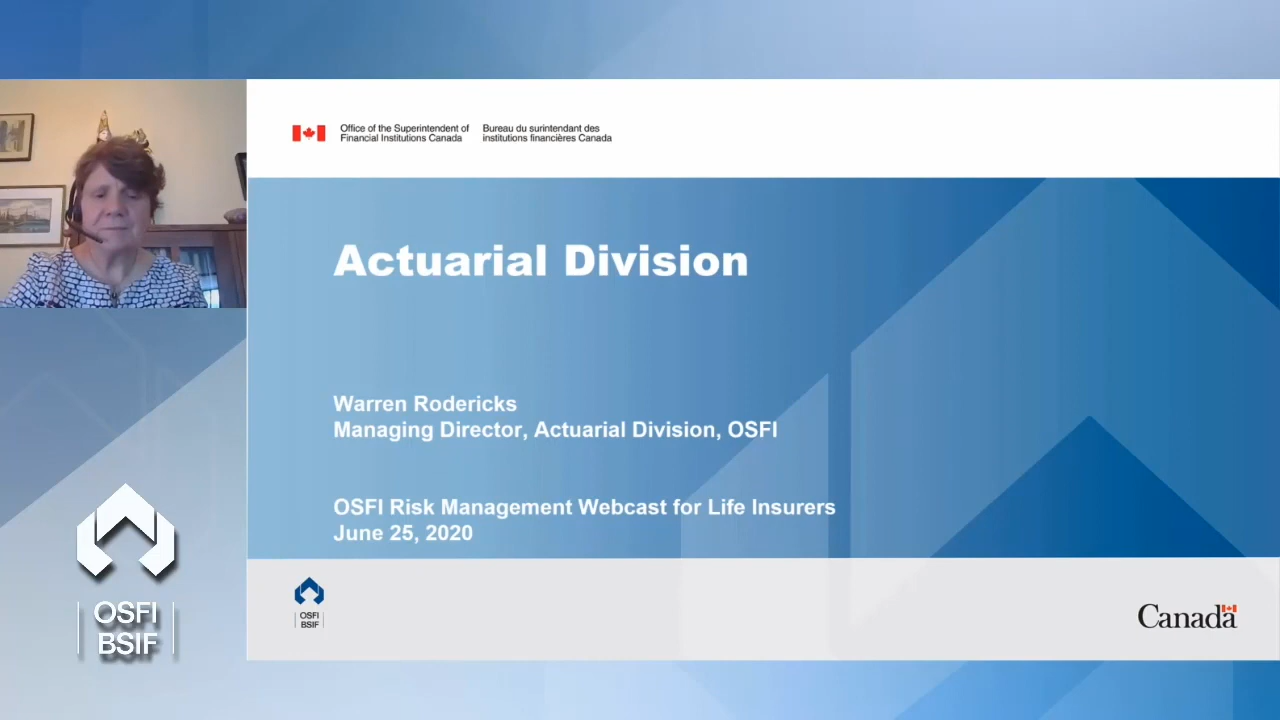 Office of the Superintendent of
Financial Institutions Canada
Bureau du surintendant des
institutions financières Canada
Actuarial Division
Warren Rodericks
Managing Director, Actuarial Division, OSFI
OSFI Risk Management Webcast for Life Insurers
June 25, 2020
OSFI
BSIF
Canada
OSFI
BSIF